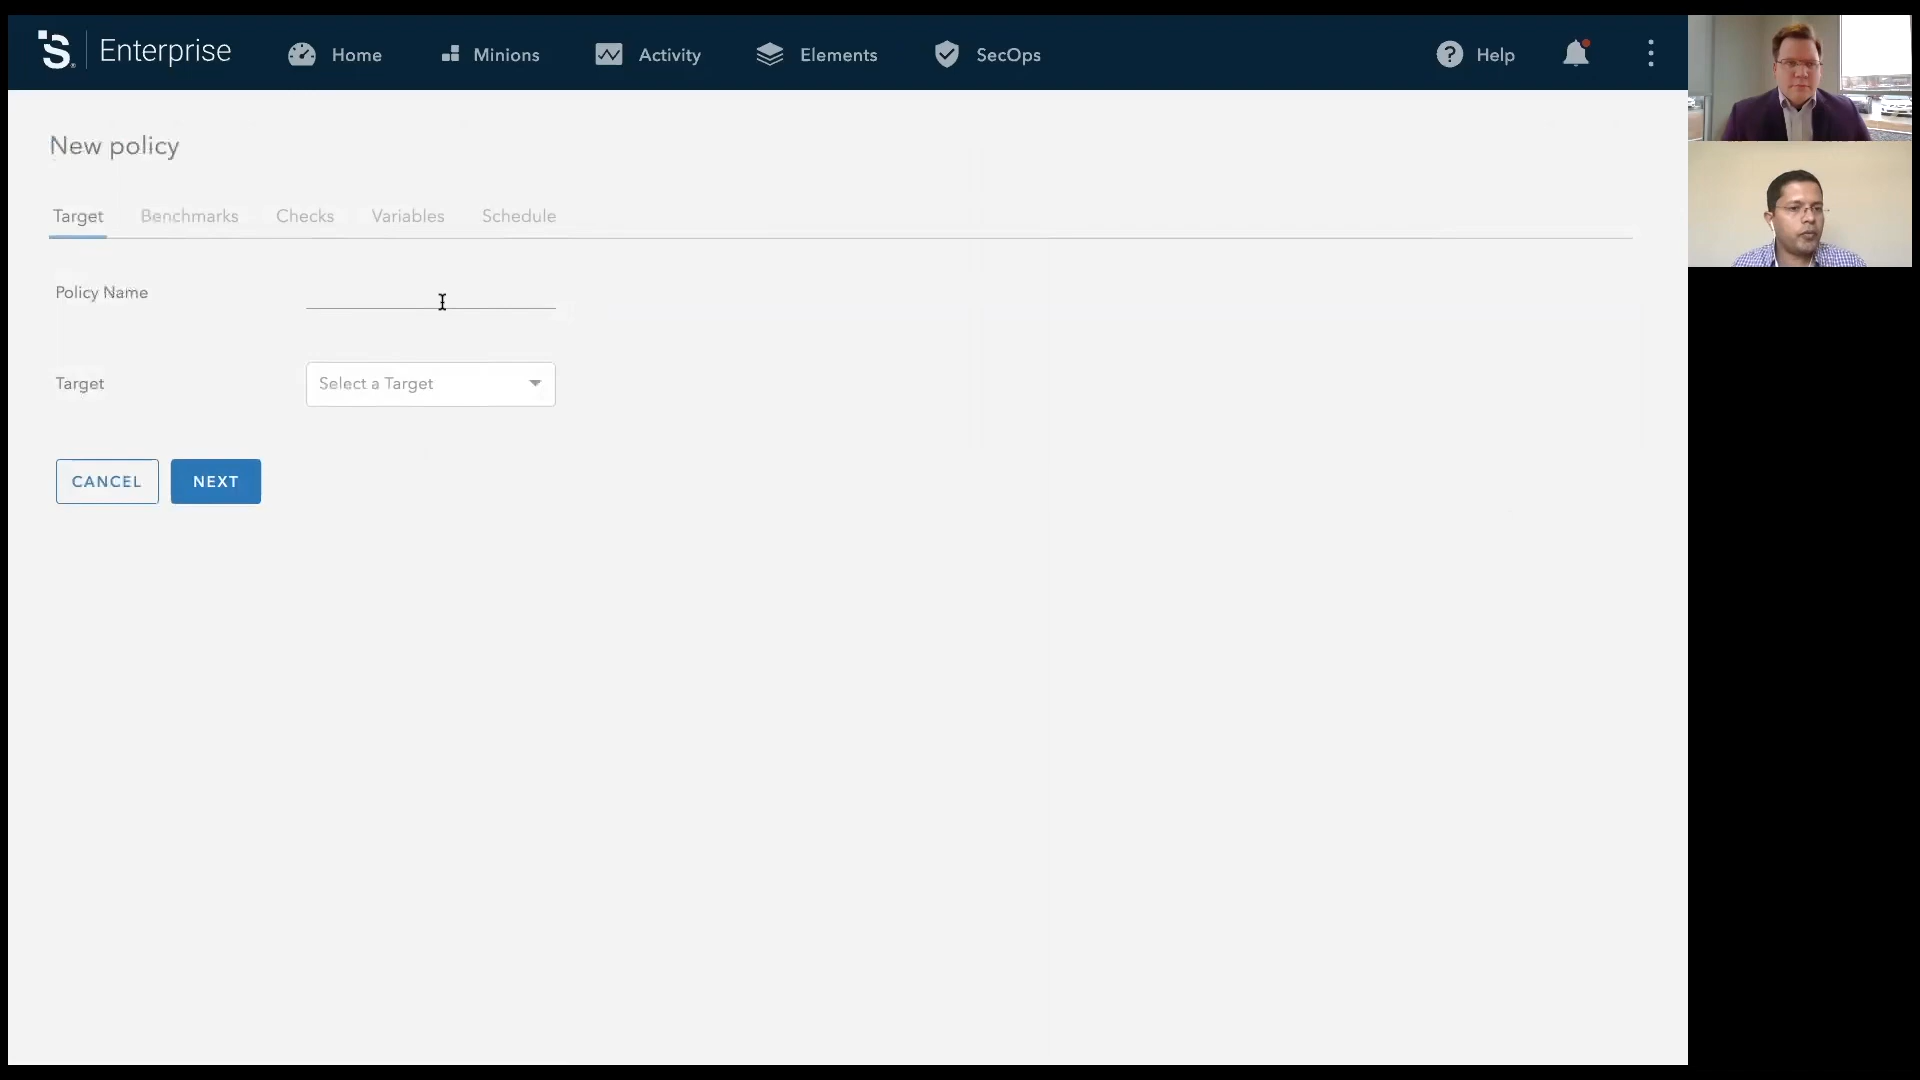 S. Enterprise Home Minions Activity Elements SecOps ? Help
New policy
Target Benchmarks Checks Variables Schedule
Policy Name
Target Select a Target
CANCEL NEXT